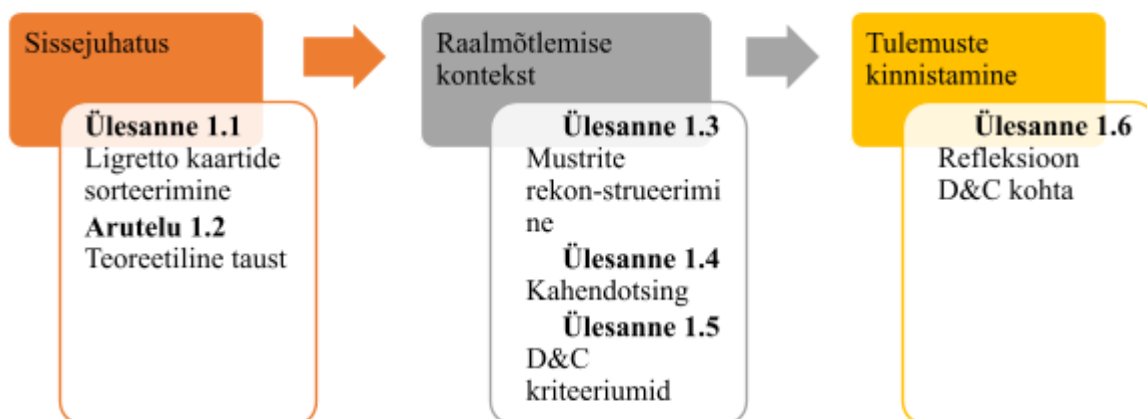 Sissejuhatus
Ülesanne 1.1
Ligretto kaartide
sorteerimine
Arutelu 1.2
Teoreetiline taust
Raalmõtlemise
kontekst
Ülesanne 1.3
Mustrite
rekon-strueerimi
ne
Ülesanne 1.4
Kahendotsing
Ülesanne 1.5
D&C
kriteeriumid
Tulemuste
kinnistamine
Ülesanne 1.6
Refleksioon
D&C kohta